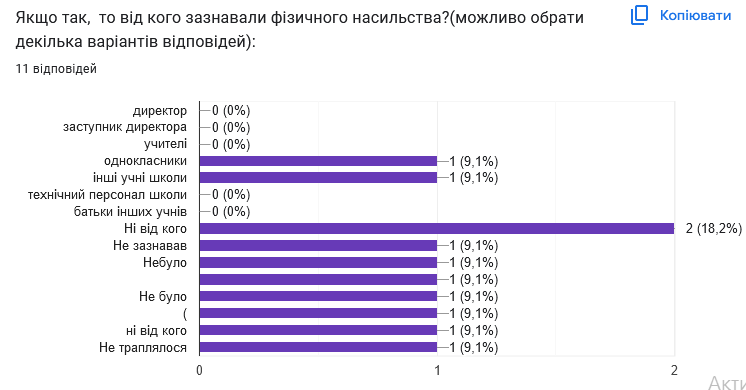 Якщо так, то від кого зазнавали фізичного насильства?(можливо обрати
декілька варіантів відповідей):
Копіювати
11 відповідей
директор 0 (0%)
заступник директора 0 (0%)
учителі 0 (0%)
однокласники 1 (9,1%)
інші учні школи 1 (9,1%)
технічний персонал школи 0 (0%)
батьки інших учнів 0 (0%)
Ні від кого 2 (18,2%)
Не зазнавав 1 (9,1%)
Небуло 1 (9,1%)
1 (9,1%)
Не було 1 (9,1%)
( 1 (9,1%)
ні від кого 1 (9,1%)
Не траплялося 1 (9,1%)
0 1 2